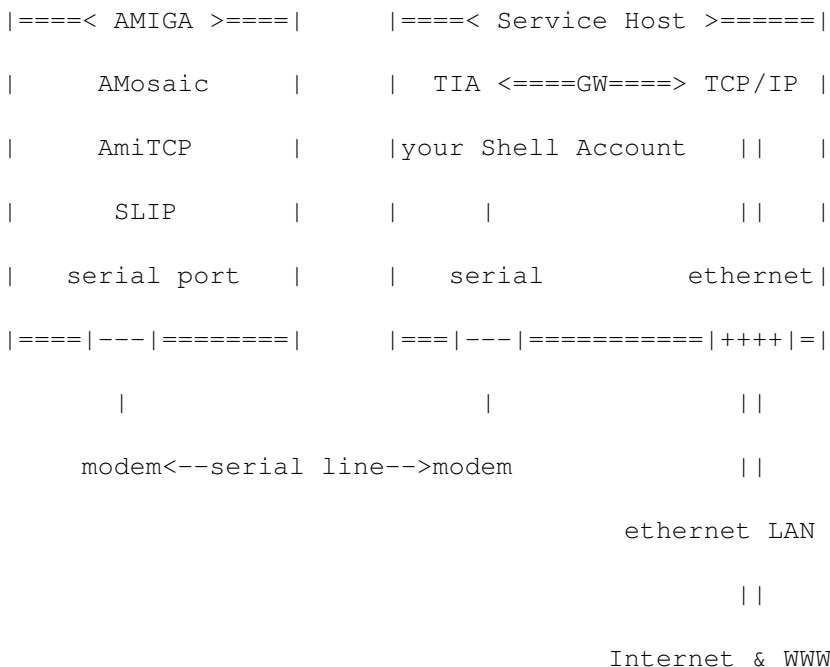 |====< AMIGA >====|     |====< Service Host >======|
|     AMosaic     |     |  TIA <====GW====> TCP/IP |
|     AmiTCP      |     |your Shell Account   ||   |
|      SLIP       |     |     |               ||   |
|   serial port   |     |   serial        ethernet|
|====|---|========|     |===|---|===========|++++|=|
       |                      |               ||
     modem<--serial line-->modem              ||
                                       ethernet LAN
                                              ||
                                      Internet & WWW